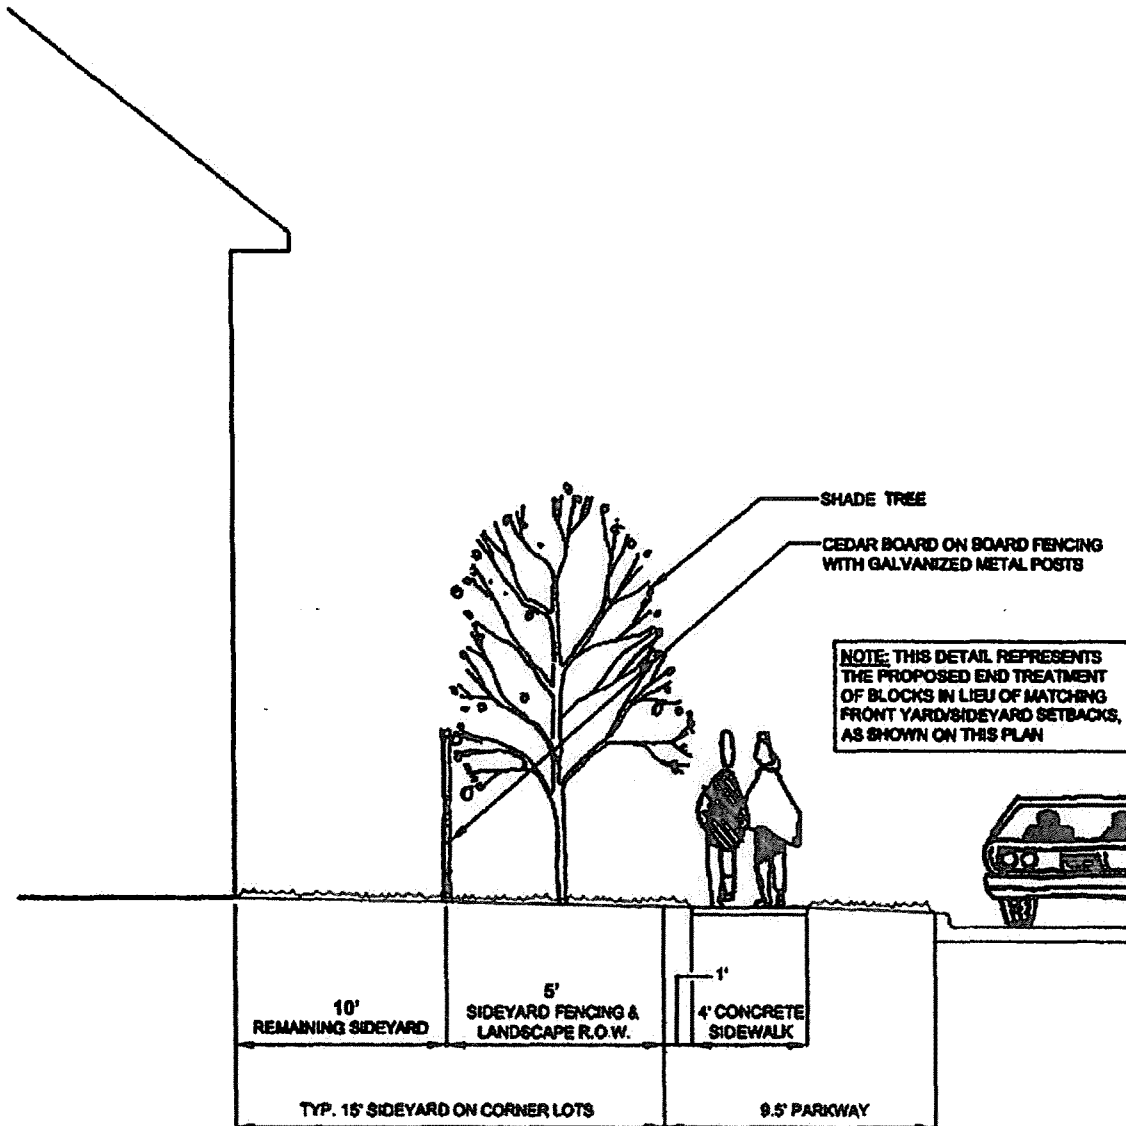 SHADE TREE
CEDAR BOARD ON BOARD FENCING
WITH GALVANIZED METAL POSTS
NOTE: THIS DETAIL REPRESENTS
THE PROPOSED END TREATMENT
OF BLOCKS IN LIEU OF MATCHING
FRONT YARD/SIDEYARD SETBACKS,
AS SHOWN ON THIS PLAN
10'
REMAINING SIDEYARD
5'
SIDEYARD FENCING &
LANDSCAPE R.O.W.
1'
4' CONCRETE
SIDEWALK
TYP. 15' SIDEYARD ON CORNER LOTS
9.5' PARKWAY